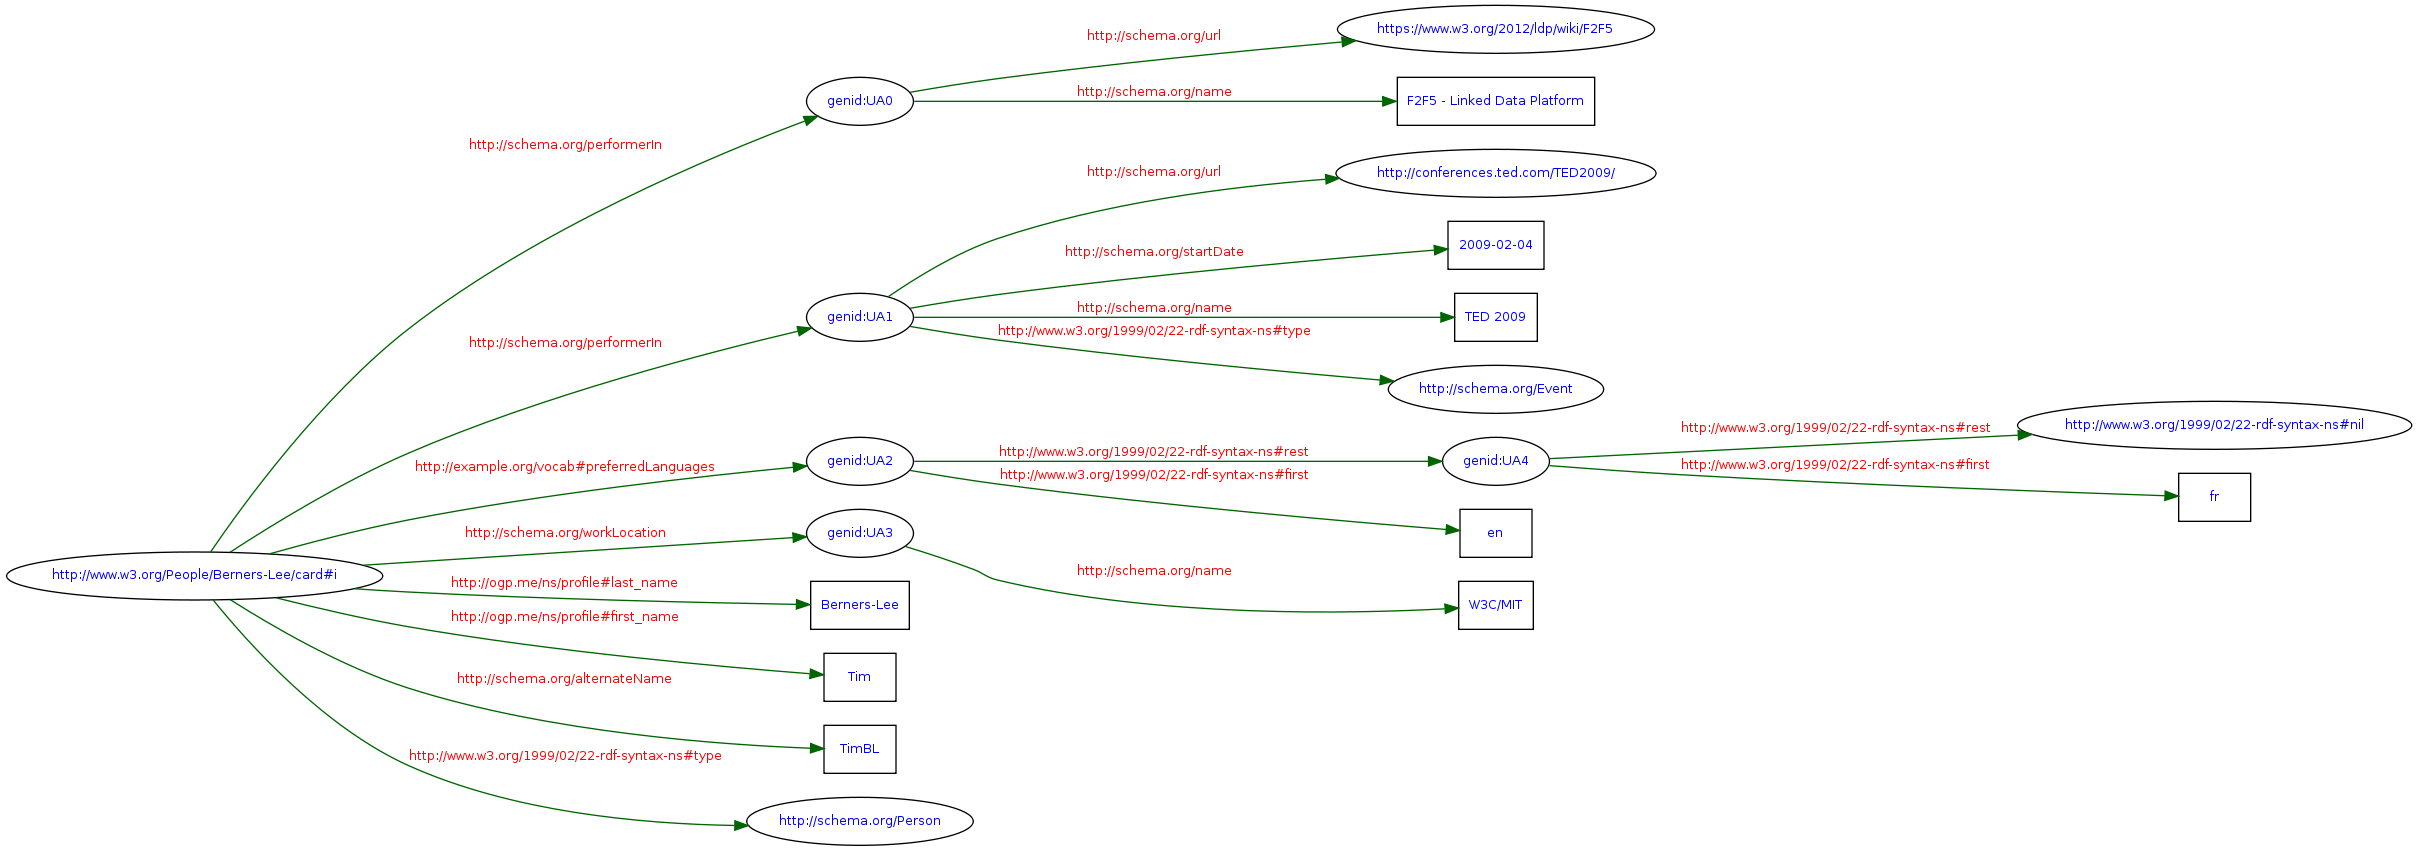 https://www.w3.org/2012/ldp/wiki/F2F5
http://schema.org/url
genid:UA0
http://schema.org/name
F2F5 - Linked Data Platform
http://schema.org/performerIn
http://schema.org/url
http://conferences.ted.com/TED2009/
http://schema.org/startDate
2009-02-04
http://schema.org/performerIn
genid:UA1
http://schema.org/name
TED 2009
http://www.w3.org/1999/02/22-rdf-syntax-ns#type
http://schema.org/Event
http://example.org/vocab#preferredLanguages
genid:UA2
http://www.w3.org/1999/02/22-rdf-syntax-ns#rest
genid:UA4
http://www.w3.org/1999/02/22-rdf-syntax-ns#rest
http://www.w3.org/1999/02/22-rdf-syntax-ns#nil
http://www.w3.org/1999/02/22-rdf-syntax-ns#first
http://www.w3.org/1999/02/22-rdf-syntax-ns#first
fr
en
http://schema.org/workLocation
genid:UA3
http://www.w3.org/People/Berners-Lee/card#i
http://schema.org/name
W3C/MIT
http://ogp.me/ns/profile#last_name
Berners-Lee
http://ogp.me/ns/profile#first_name
Tim
http://schema.org/alternateName
TimBL
http://www.w3.org/1999/02/22-rdf-syntax-ns#type
http://schema.org/Person